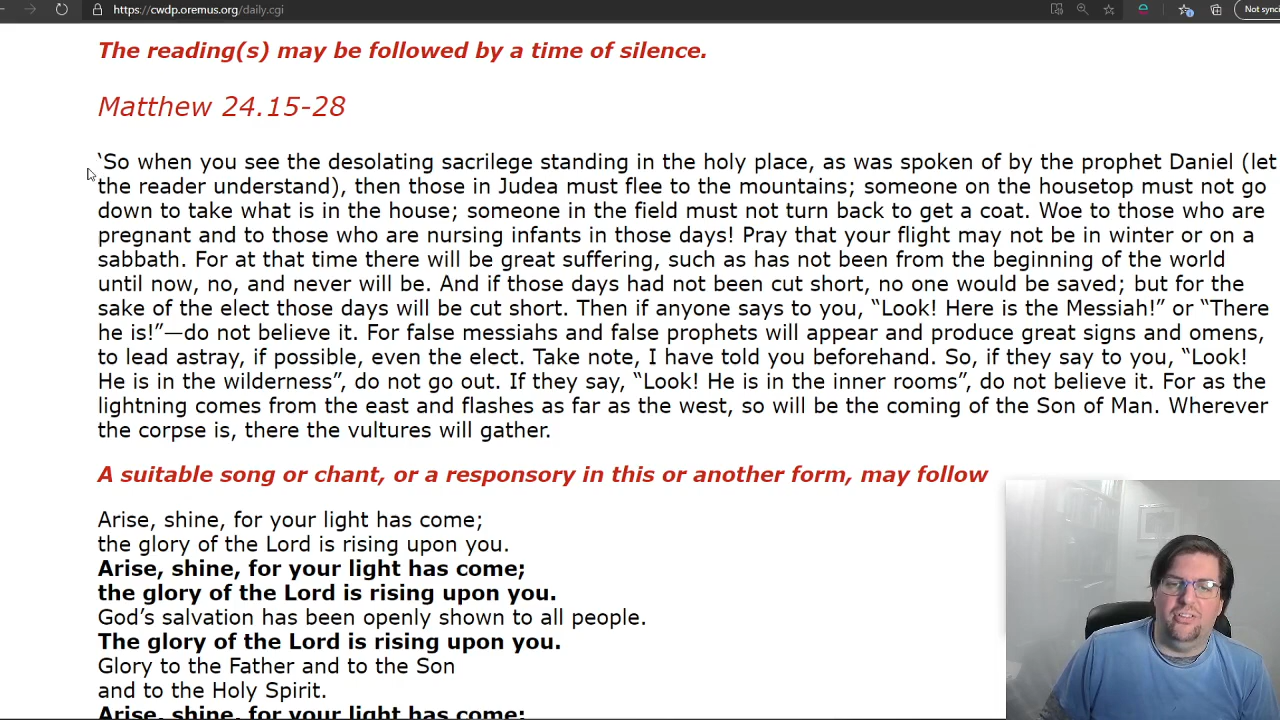 https://cwdp.oremus.org/daily.cgi
Not sync
The reading(s) may be followed by a time of silence.
Matthew 24.15-28
‘So when you see the desolating sacrilege standing in the holy place, as was spoken of by the prophet Daniel (let
the reader understand), then those in Judea must flee to the mountains; someone on the housetop must not go
down to take what is in the house; someone in the field must not turn back to get a coat. Woe to those who are
pregnant and to those who are nursing infants in those days! Pray that your flight may not be in winter or on a
sabbath. For at that time there will be great suffering, such as has not been from the beginning of the world
until now, no, and never will be. And if those days had not been cut short, no one would be saved; but for the
sake of the elect those days will be cut short. Then if anyone says to you, “Look! Here is the Messiah!” or “There
he is!”—do not believe it. For false messiahs and false prophets will appear and produce great signs and omens,
to lead astray, if possible, even the elect. Take note, I have told you beforehand. So, if they say to you, “Look!
He is in the wilderness”, do not go out. If they say, “Look! He is in the inner rooms”, do not believe it. For as the
lightning comes from the east and flashes as far as the west, so will be the coming of the Son of Man. Wherever
the corpse is, there the vultures will gather.
A suitable song or chant, or a responsory in this or another form, may follow
Arise, shine, for your light has come;
the glory of the Lord is rising upon you.
Arise, shine, for your light has come;
the glory of the Lord is rising upon you.
God’s salvation has been openly shown to all people.
The glory of the Lord is rising upon you.
Glory to the Father and to the Son
and to the Holy Spirit.
Arise, shine, for your light has come;